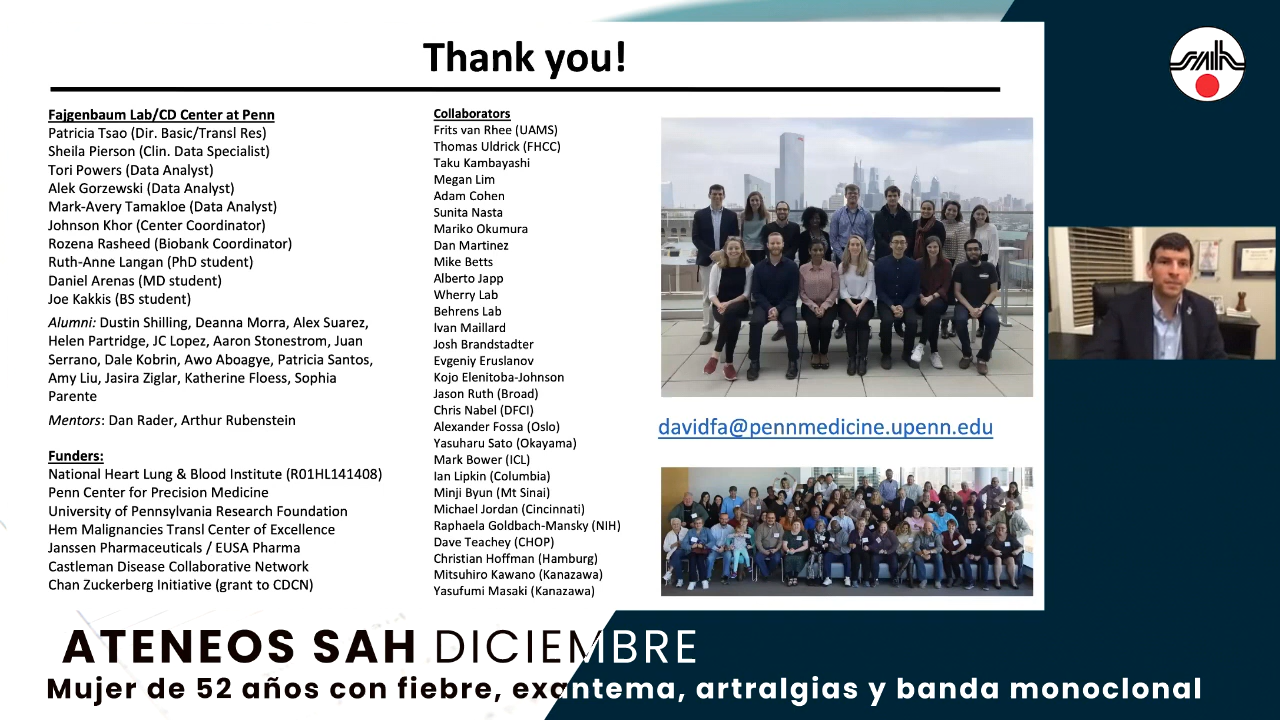 Thank you!
Fajgenbaum Lab/CD Center at Penn
Patricia Tsao (Dir. Basic/Transl Res)
Sheila Pierson (Clin. Data Specialist)
Tori Powers (Data Analyst)
Alek Gorzewski (Data Analyst)
Mark-Avery Tamakloe (Data Analyst)
Johnson Khor (Center Coordinator)
Rozena Rasheed (Biobank Coordinator)
Ruth-Anne Langan (PhD student)
Daniel Arenas (MD student)
Joe Kakkis (BS student)
Alumni: Dustin Shilling, Deanna Morra, Alex Suarez,
Helen Partridge, JC Lopez, Aaron Stonestrom, Juan
Serrano, Dale Kobrin, Awo Aboagye, Patricia Santos,
Amy Liu, Jasira Ziglar, Katherine Floess, Sophia
Parente
Mentors: Dan Rader, Arthur Rubenstein
Funders:
National Heart Lung & Blood Institute (R01HL141408)
Penn Center for Precision Medicine
University of Pennsylvania Research Foundation
Hem Malignancies Transl Center of Excellence
Janssen Pharmaceuticals / EUSA Pharma
Castleman Disease Collaborative Network
Chan Zuckerberg Initiative (grant to CDCN)
Collaborators
Frits van Rhee (UAMS)
Thomas Uldrick (FHCC)
Taku Kambayashi
Megan Lim
Adam Cohen
Sunita Nasta
Mariko Okumura
Dan Martinez
Mike Betts
Alberto Japp
Wherry Lab
Behrens Lab
Ivan Maillard
Josh Brandstadter
Evgeniy Eruslanov
Kojo Elenitoba-Johnson
Jason Ruth (Broad)
Chris Nabel (DFCI)
Alexander Fossa (Oslo)
Yasuharu Sato (Okayama)
Mark Bower (ICL)
Ian Lipkin (Columbia)
Minji Byun (Mt Sinai)
Michael Jordan (Cincinnati)
Raphaela Goldbach-Mansky (NIH)
Dave Teachey (CHOP)
Christian Hoffman (Hamburg)
Mitsuhiro Kawano (Kanazawa)
Yasufumi Masaki (Kanazawa)
davidfa@pennmedicine.upenn.edu
ATENEOS SAH DICIEMBRE
Mujer de 52 años con fiebre, exantema, artralgias y banda monoclonal